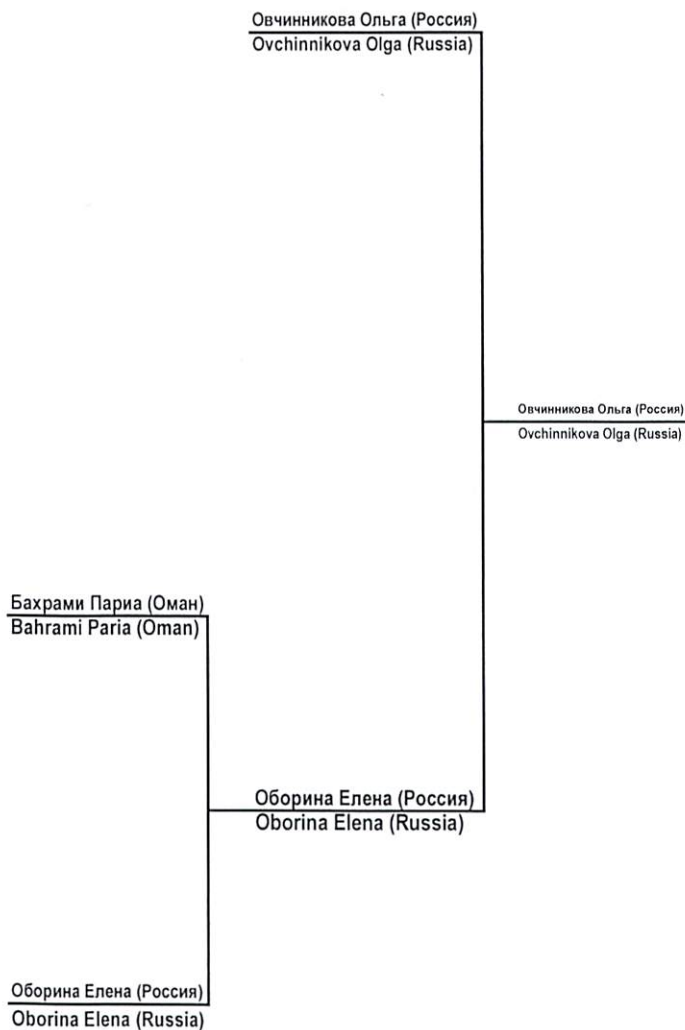 Овчинникова Ольга (Россия)
Ovchinnikova Olga (Russia)
Овчинникова Ольга (Россия)
Ovchinnikova Olga (Russia)
Бахрами Париа (Оман)
Bahrami Paria (Oman)
Оборина Елена (Россия)
Oborina Elena (Russia)
Оборина Елена (Россия)
Oborina Elena (Russia)